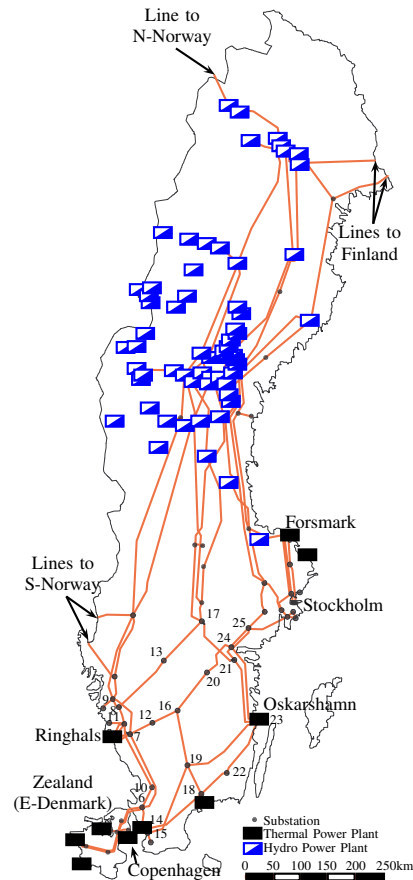 Line to
N-Norway
Lines to
Finland
Forsmark
Lines to
S-Norway
Stockholm
17
25
24
13
21
20
9
16
8
Oskarshamn
11
12
23
Ringhals
7
19
Zealand
(E-Denmark)
22
10
18
6
14
15
Copenhagen
Substation
Thermal Power Plant
Hydro Power Plant
0 50 100 150 200 250km